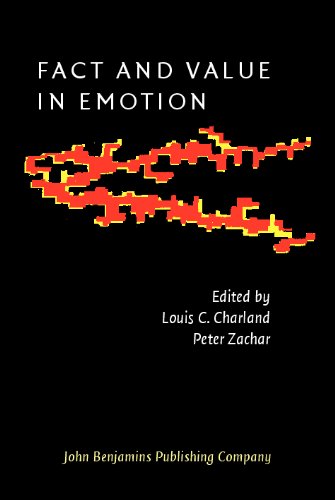 FACT AND VALUE
IN EMOTION
Edited by
Louis C. Charland
Peter Zachar
John Benjamins Publishing Company